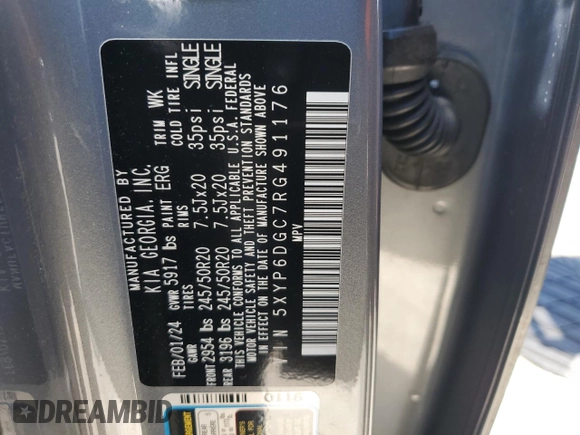 MANUFACTURED BY
KIA GEORGIA, INC.
FEB/01/24 GVWR 5917 lbs PAINT ERG TRIM WK
GAWR TIRES RIMS COLD TIRE INFL
FRONT 2954 lbs 245/50R20 7.5Jx20 35psi SINGLE
REAR 3196 lbs 245/50R20 7.5Jx20 35psi SINGLE
THIS VEHICLE CONFORMS TO ALL APPLICABLE U.S.A. FEDERAL
MOTOR VEHICLE SAFETY AND THEFT PREVENTION STANDARDS
IN EFFECT ON THE DATE OF MANUFACTURE SHOWN ABOVE
MPV
VIN 5XYP6DGC7RG491176
9110
DREAMBID